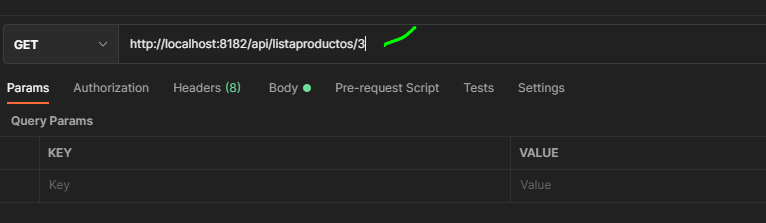 GET http://localhost:8182/api/listaproductos/3
Params Authorization Headers (8) Body Pre-request Script Tests Settings
Query Params
KEY VALUE
Key Value